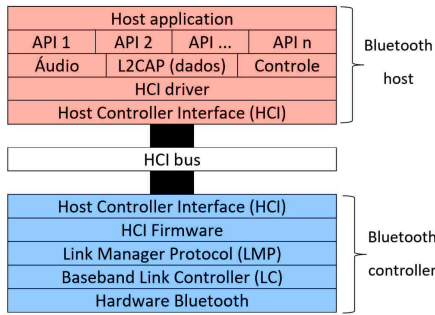 Host application
API 1 API 2 API ... API n
Áudio L2CAP (dados) Controle
HCI driver
Host Controller Interface (HCI)
Bluetooth
host
HCI bus
Host Controller Interface (HCI)
HCI Firmware
Link Manager Protocol (LMP)
Baseband Link Controller (LC)
Hardware Bluetooth
Bluetooth
controller